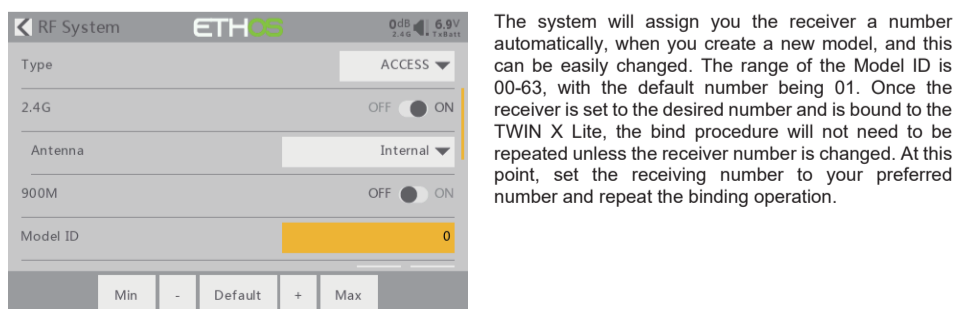 RF System
ETHOS
0dB
2.4G
6.9V
TxBatt
Type
ACCESS
2.4G
OFF ON
Antenna
Internal
900M
OFF ON
Model ID
0
Min - Default + Max
The system will assign you the receiver a number
automatically, when you create a new model, and this
can be easily changed. The range of the Model ID is
00-63, with the default number being 01. Once the
receiver is set to the desired number and is bound to the
TWIN X Lite, the bind procedure will not need to be
repeated unless the receiver number is changed. At this
point, set the receiving number to your preferred
number and repeat the binding operation.